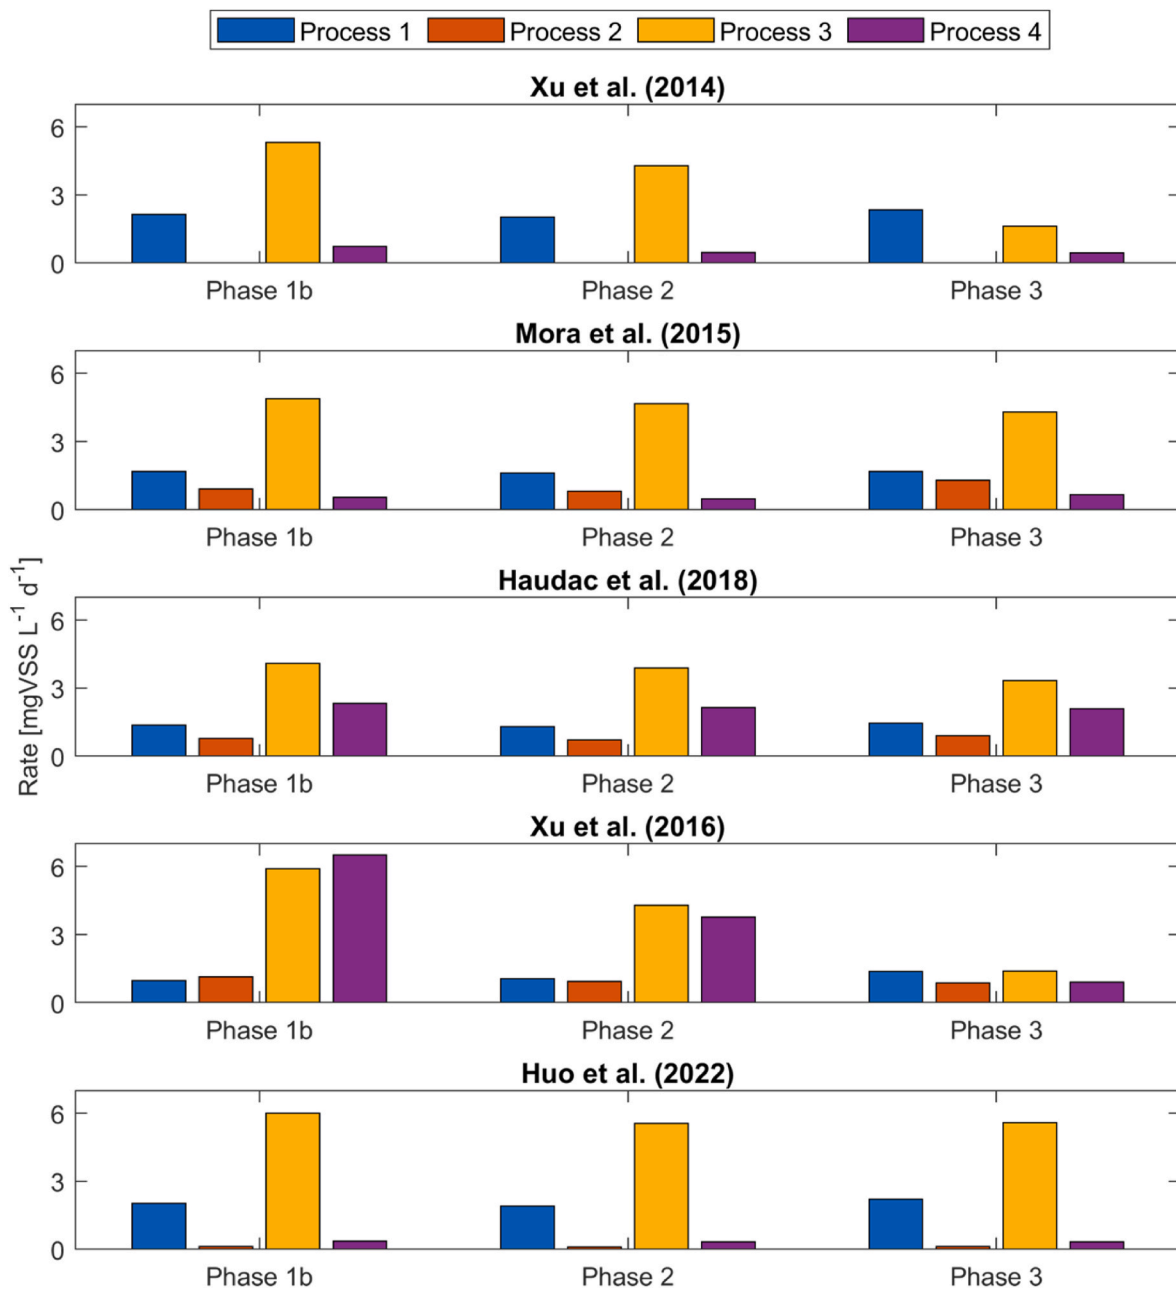 Process 1 Process 2 Process 3 Process 4
Xu et al. (2014)
6
3
0
Phase 1b Phase 2 Phase 3
Mora et al. (2015)
6
3
0
Phase 1b Phase 2 Phase 3
Rate [mgVSS L⁻¹ d⁻¹]
Haudac et al. (2018)
6
3
0
Phase 1b Phase 2 Phase 3
Xu et al. (2016)
6
3
0
Phase 1b Phase 2 Phase 3
Huo et al. (2022)
6
3
0
Phase 1b Phase 2 Phase 3